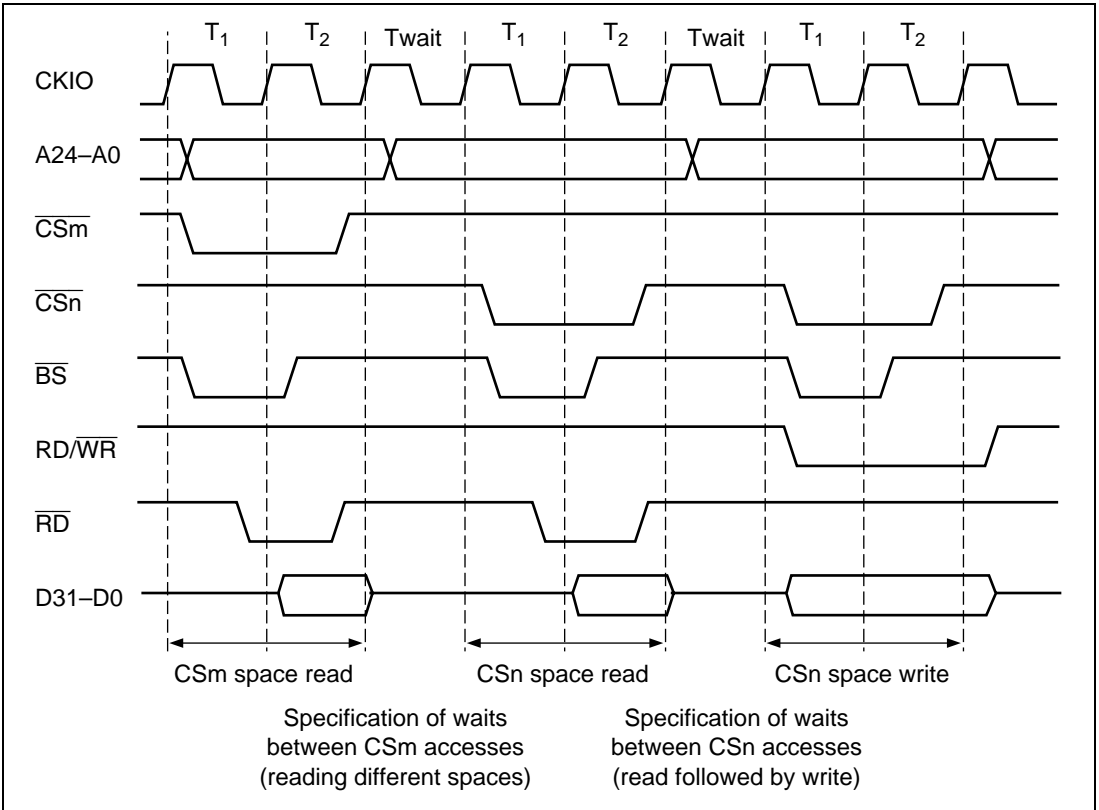 T1 T2 Twait T1 T2 Twait T1 T2
CKIO
A24–A0
CSm
CSn
BS
RD/WR
RD
D31–D0
CSm space read CSn space read CSn space write
Specification of waits
between CSm accesses
(reading different spaces)
Specification of waits
between CSn accesses
(read followed by write)